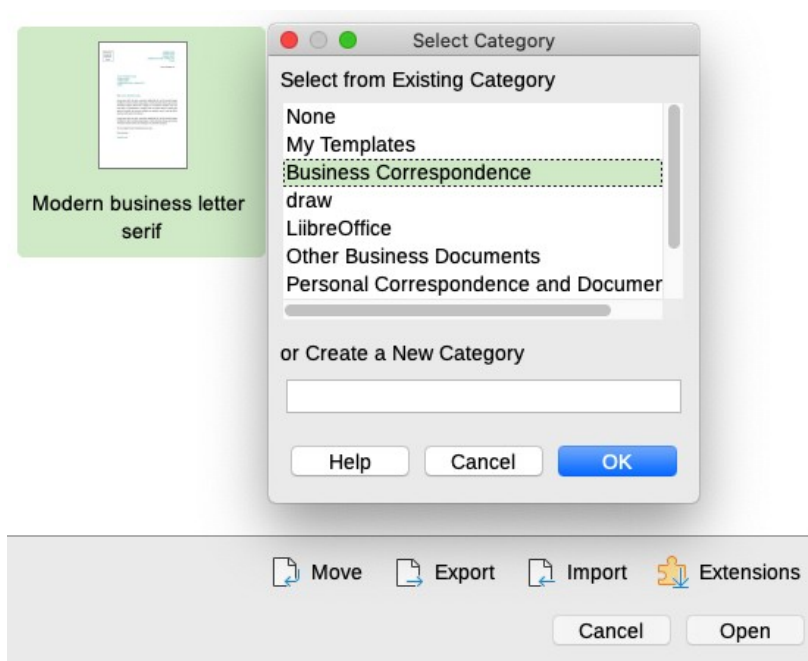 Select Category
Select from Existing Category
None
My Templates
Business Correspondence
draw
LiibreOffice
Other Business Documents
Personal Correspondence and Documer
Modern business letter
serif
or Create a New Category
Help Cancel OK
Move Export Import Extensions
Cancel Open